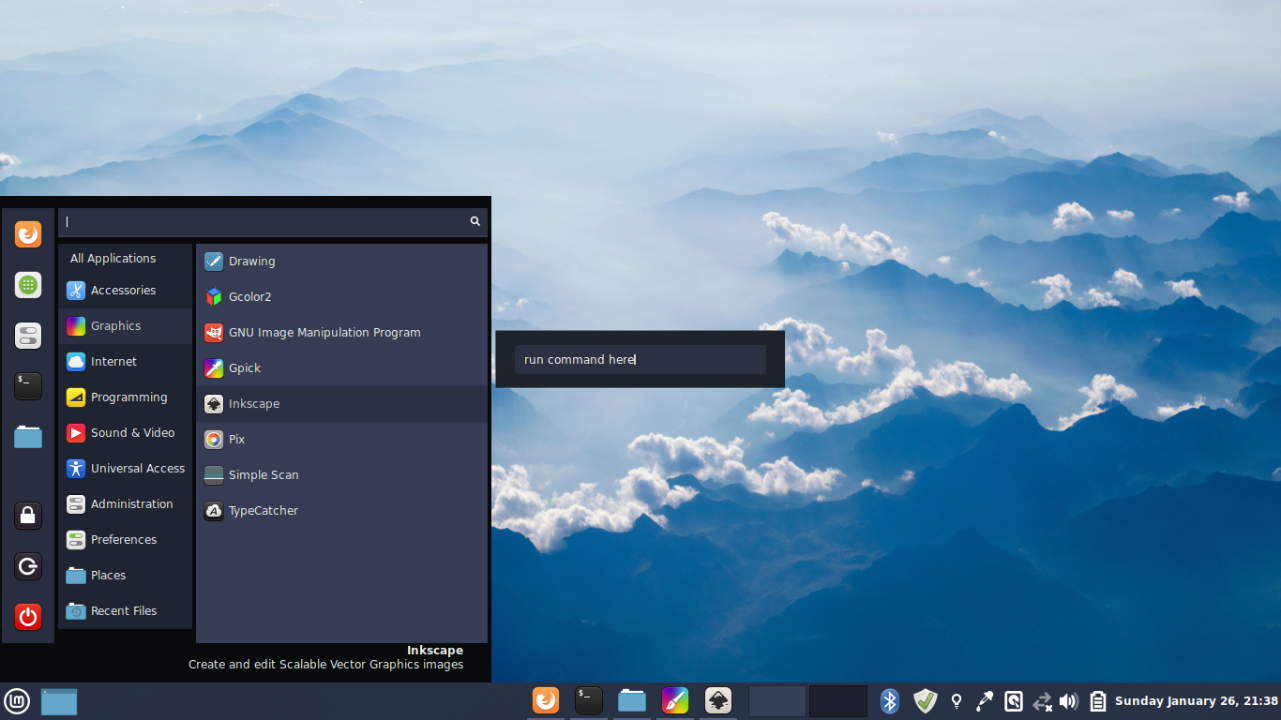 All Applications
Accessories
Graphics
Internet
Programming
Sound & Video
Universal Access
Administration
Preferences
Places
Recent Files
Drawing
Gcolor2
GNU Image Manipulation Program
Gpick
Inkscape
Pix
Simple Scan
TypeCatcher
Inkscape
Create and edit Scalable Vector Graphics images
run command here
$_
$_
Sunday January 26, 21:38